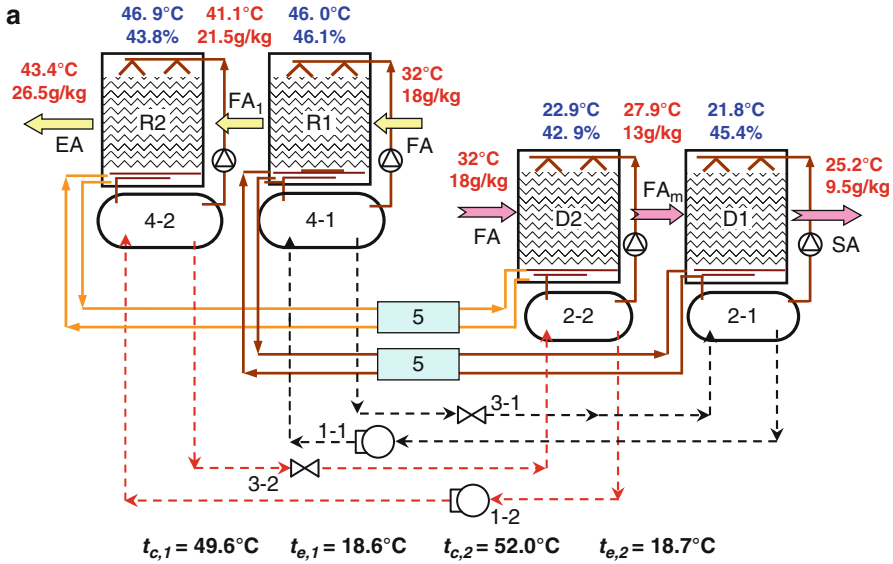 a
46. 9°C
43.8%
41.1°C
21.5g/kg
46. 0°C
46.1%
43.4°C
26.5g/kg
32°C
18g/kg
EA
R2
FA1
R1
FA
22.9°C
42. 9%
27.9°C
13g/kg
21.8°C
45.4%
32°C
18g/kg
25.2°C
9.5g/kg
FA
D2
FAm
D1
SA
4-2
4-1
2-2
2-1
5
5
3-1
1-1
3-2
1-2
tc,1 = 49.6°C te,1 = 18.6°C tc,2 = 52.0°C te,2 = 18.7°C